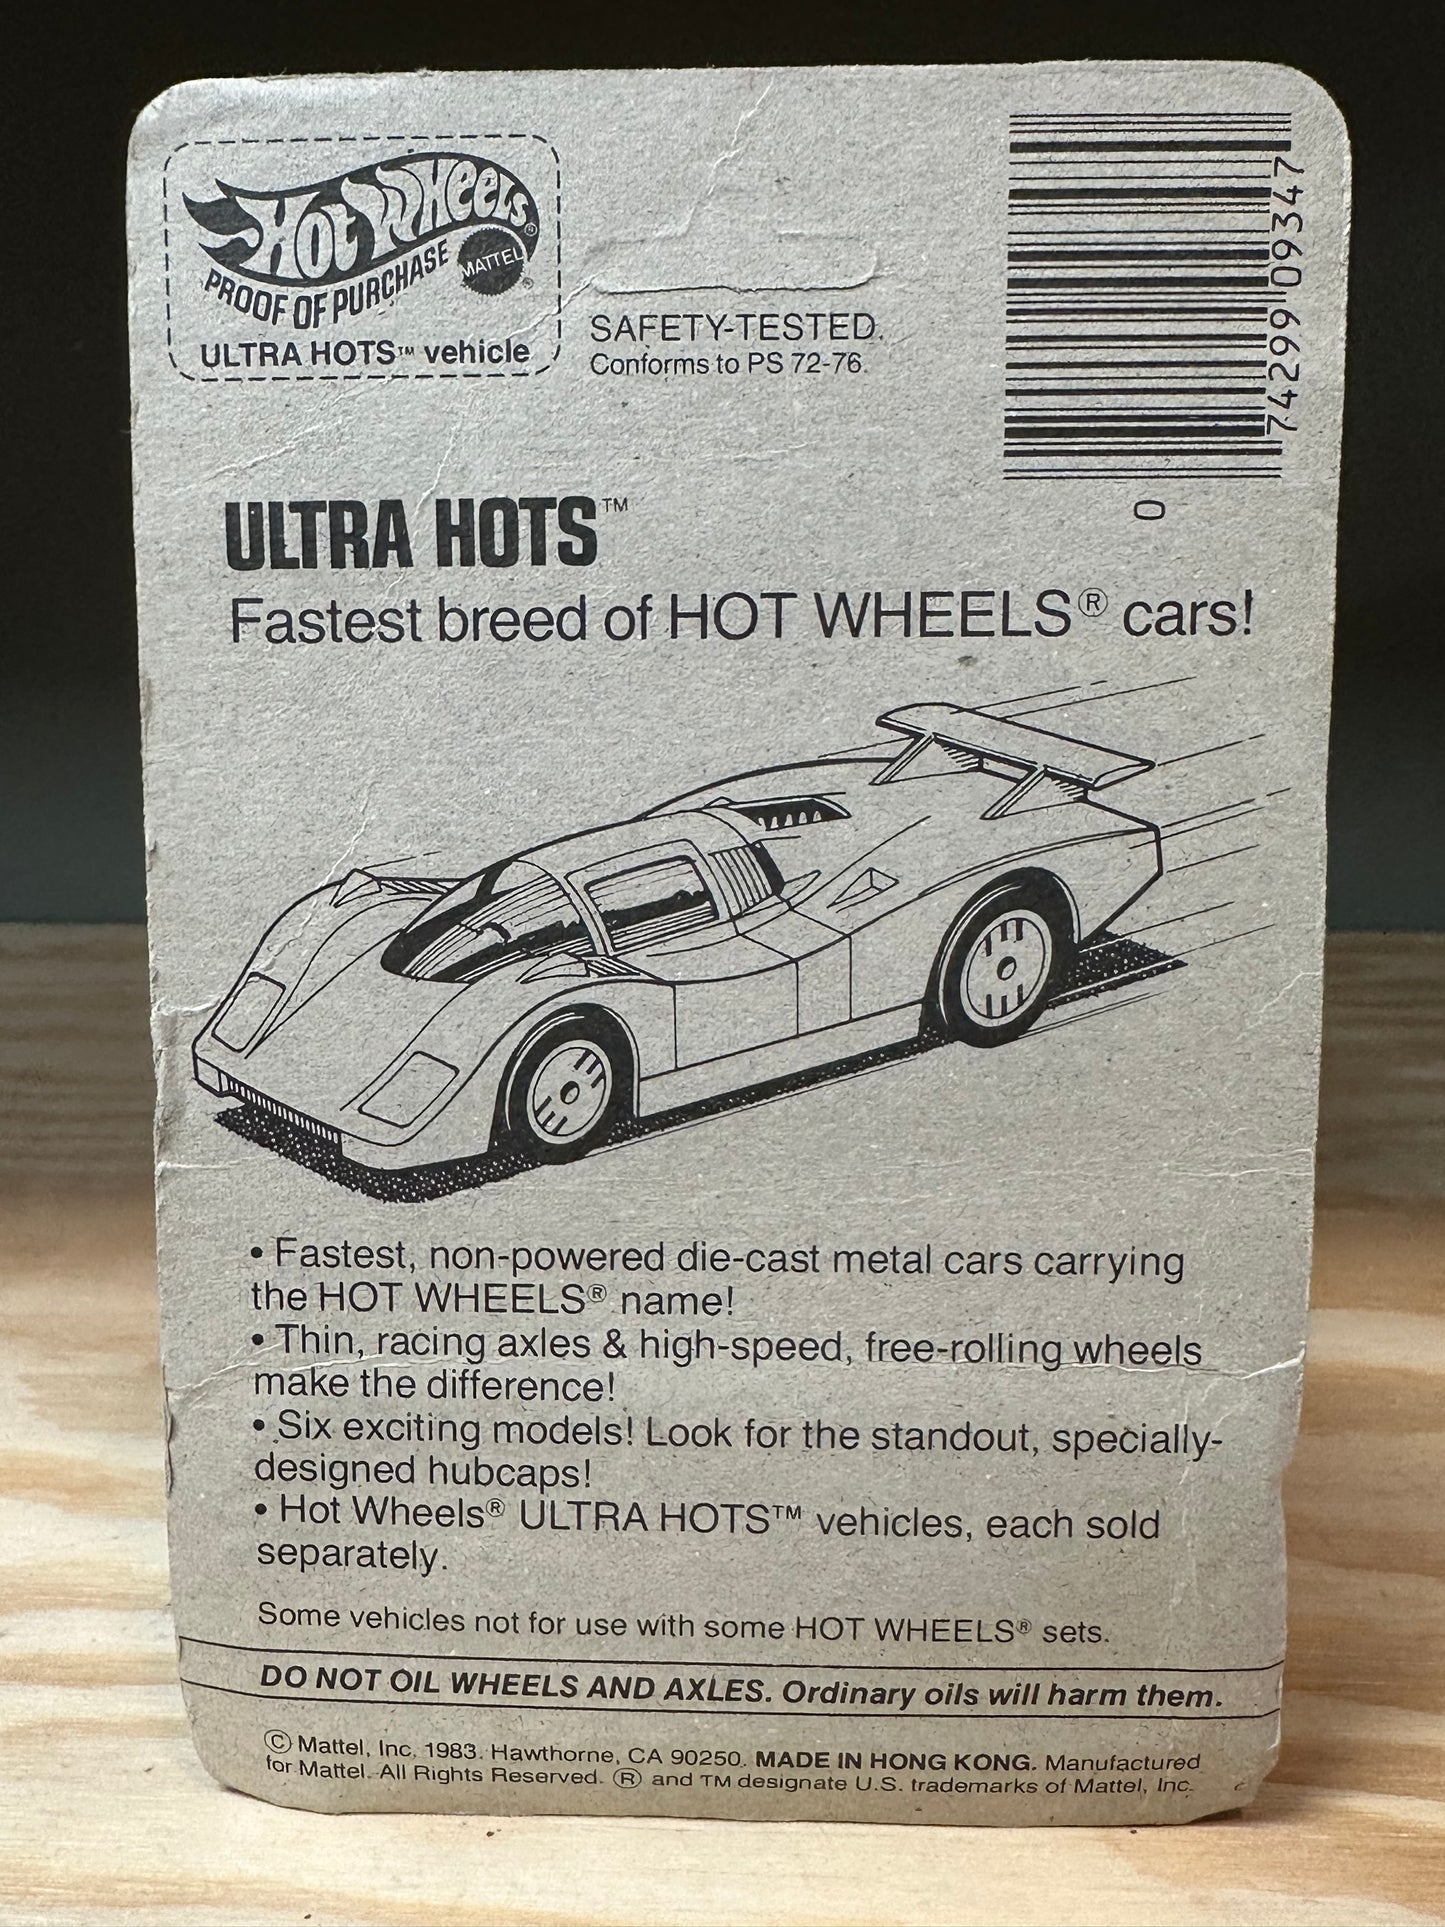 HOT WHEELS®
PROOF OF PURCHASE
MATTEL®
ULTRA HOTS™ vehicle
SAFETY-TESTED.
Conforms to PS 72-76.
74299 09347
0
ULTRA HOTS™
Fastest breed of HOT WHEELS® cars!
• Fastest, non-powered die-cast metal cars carrying
the HOT WHEELS® name!
• Thin, racing axles & high-speed, free-rolling wheels
make the difference!
• Six exciting models! Look for the standout, specially-
designed hubcaps!
• Hot Wheels® ULTRA HOTS™ vehicles, each sold
separately.
Some vehicles not for use with some HOT WHEELS® sets.
DO NOT OIL WHEELS AND AXLES. Ordinary oils will harm them.
© Mattel, Inc. 1983. Hawthorne, CA 90250. MADE IN HONG KONG. Manufactured
for Mattel. All Rights Reserved. ® and TM designate U.S. trademarks of Mattel, Inc.